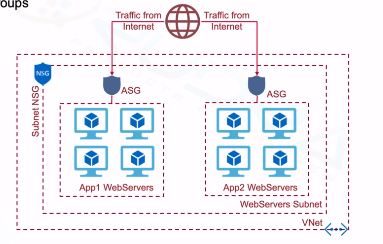 oups
Traffic from
Internet
Traffic from
Internet
NSG
Subnet NSG
ASG
ASG
App1 WebServers
App2 WebServers
WebServers Subnet
VNet